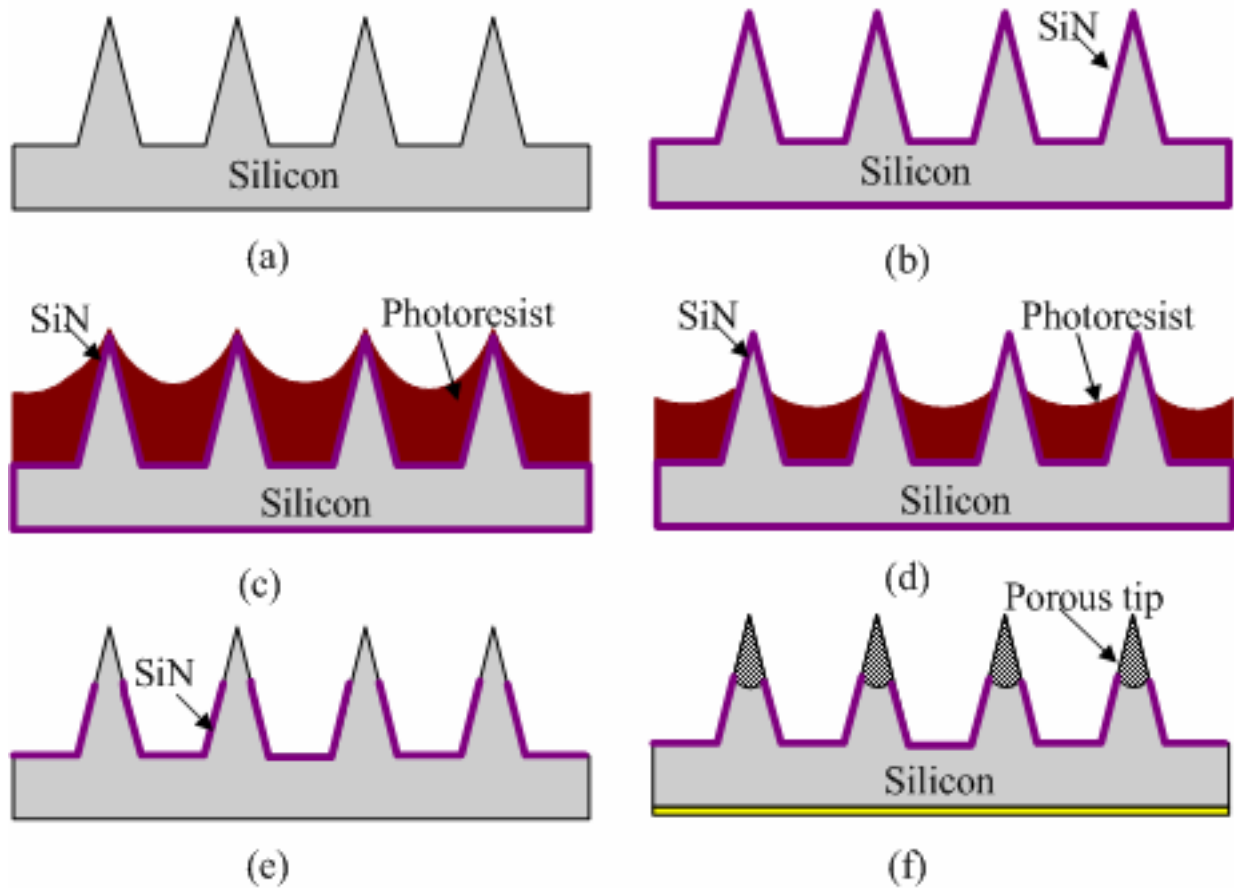 Silicon
(a)
SiN
Silicon
(b)
SiN
Photoresist
Silicon
(c)
SiN
Photoresist
Silicon
(d)
SiN
(e)
Porous tip
Silicon
(f)